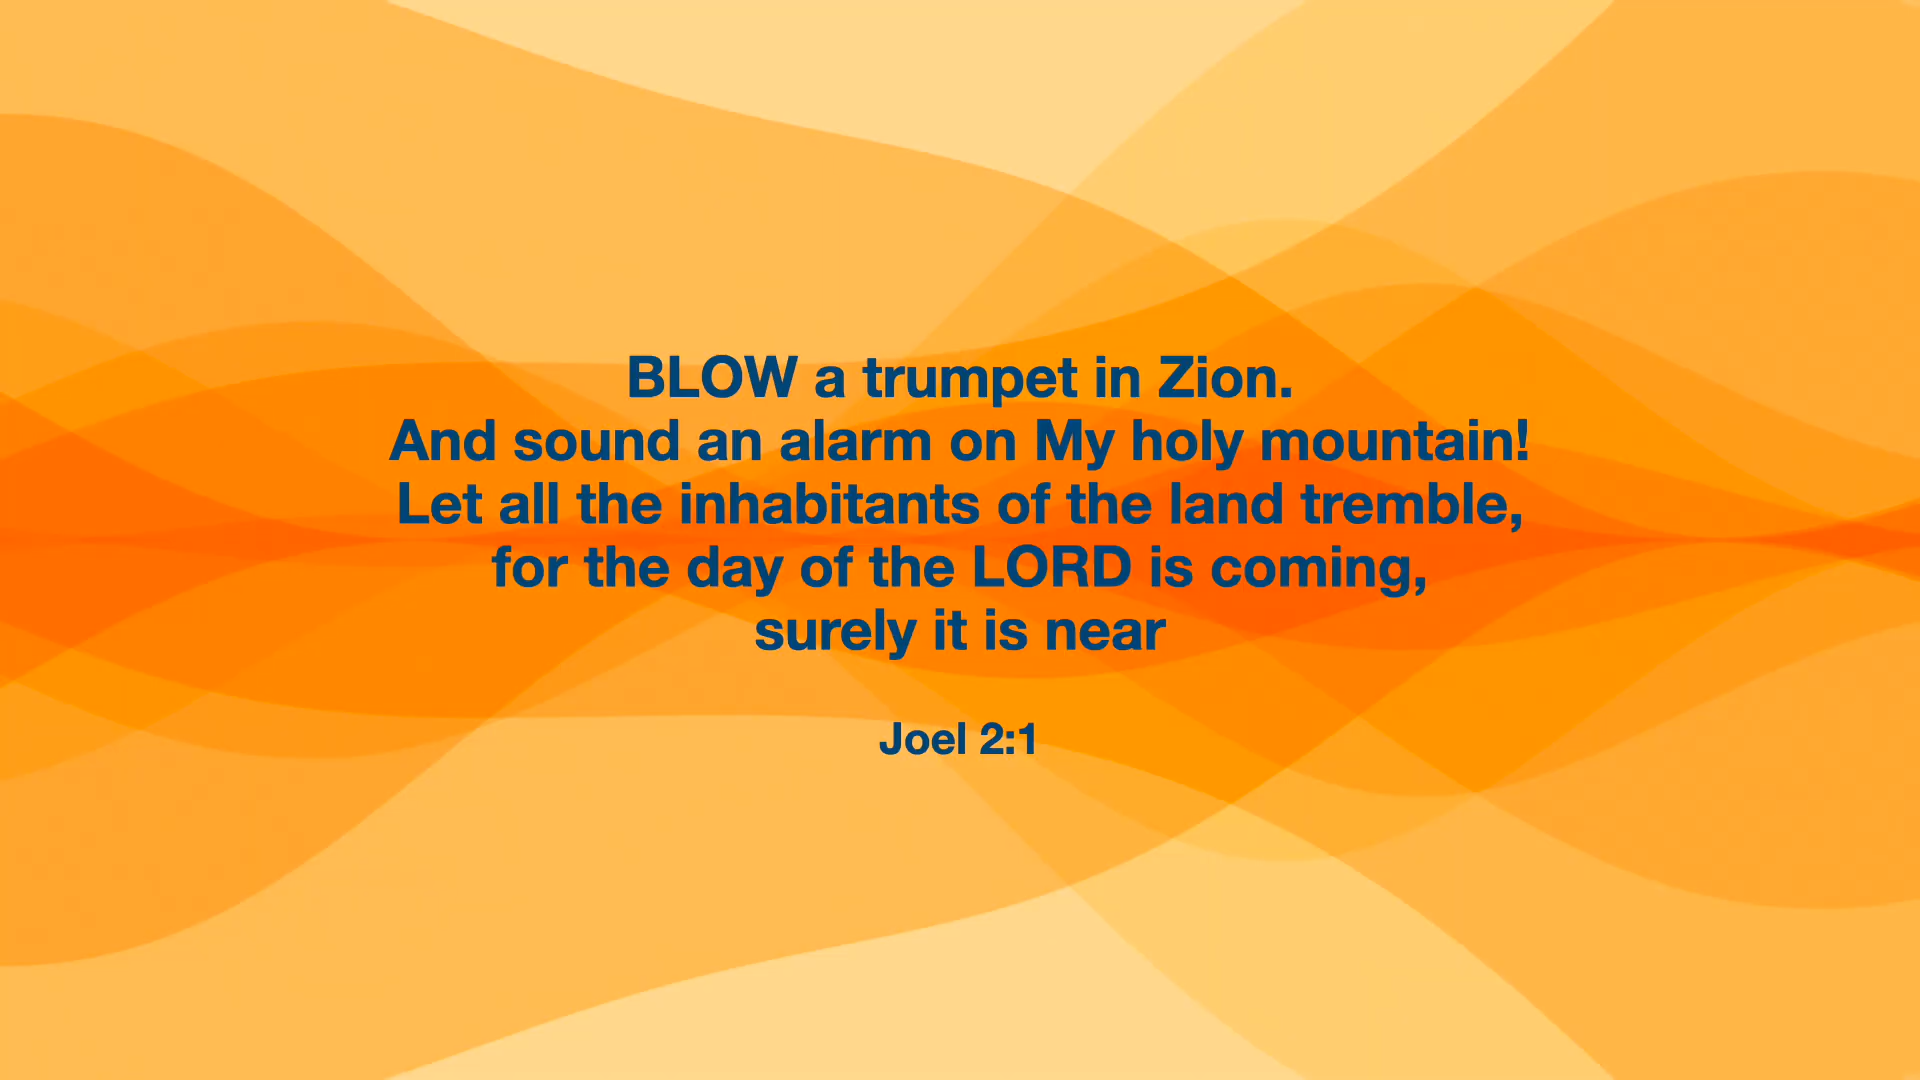 BLOW a trumpet in Zion.
And sound an alarm on My holy mountain!
Let all the inhabitants of the land tremble,
for the day of the LORD is coming,
surely it is near
Joel 2:1